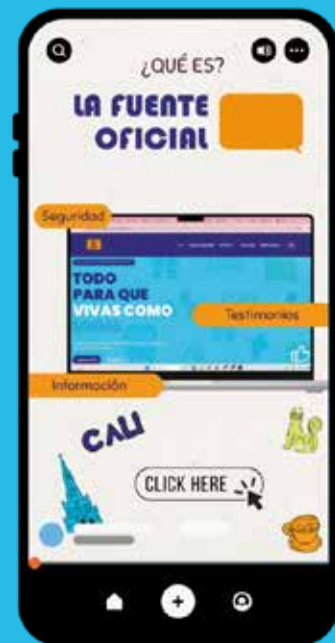 ¿QUÉ ES?
LA FUENTE
OFICIAL
Seguridad
TODO
PARA QUE
VIVAS COMO
Testimonios
Información
CALI
CLICK HERE